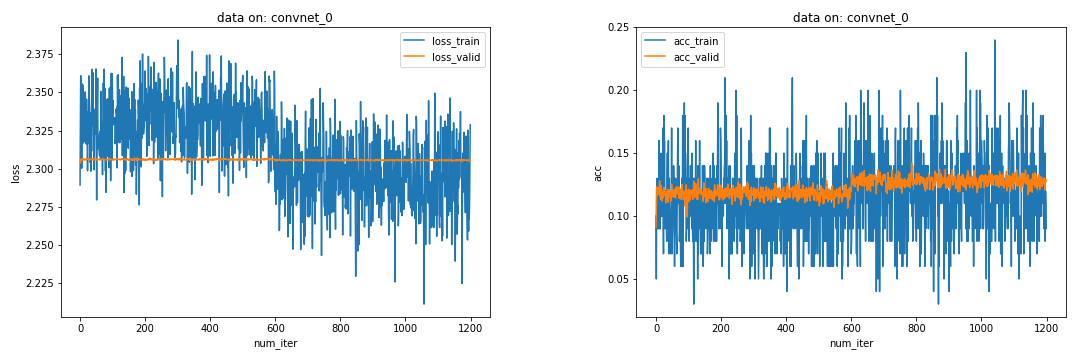 data on: convnet_0
loss_train
loss_valid
2.375
2.350
2.325
2.300
2.275
2.250
2.225
loss
0
200
400
600
800
1000
1200
num_iter
data on: convnet_0
acc_train
acc_valid
0.25
0.20
0.15
0.10
0.05
acc
0
200
400
600
800
1000
1200
num_iter